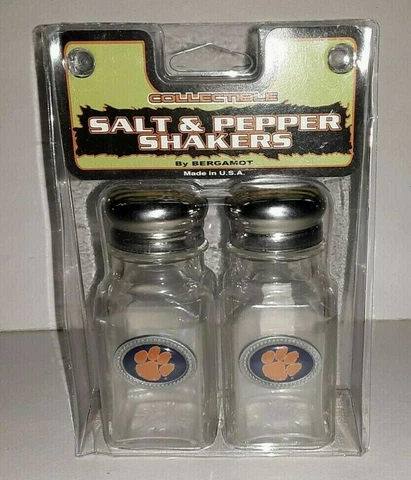 COLLECTIBLE
SALT & PEPPER
SHAKERS
By BERGAMOT
Made in U.S.A.